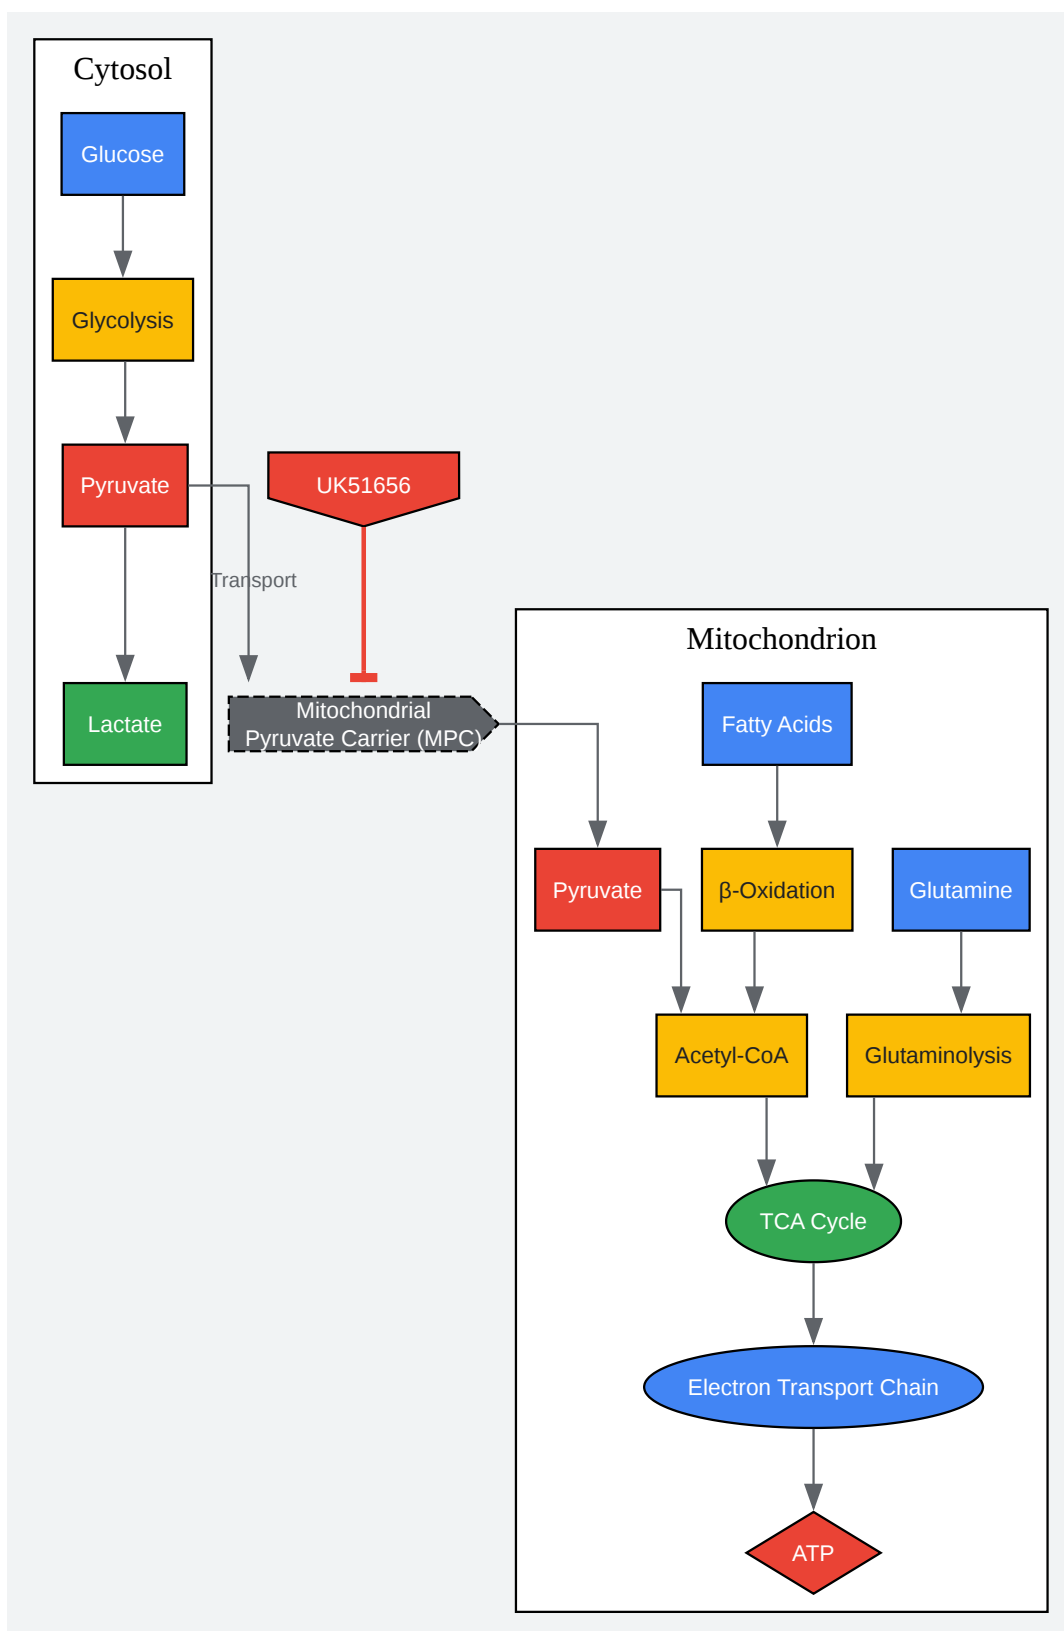 Cytosol
Glucose
Glycolysis
Pyruvate
UK51656
Transport
Lactate
Mitochondrial
Pyruvate Carrier (MPC)
Mitochondrion
Fatty Acids
Pyruvate
β-Oxidation
Glutamine
Acetyl-CoA
Glutaminolysis
TCA Cycle
Electron Transport Chain
ATP